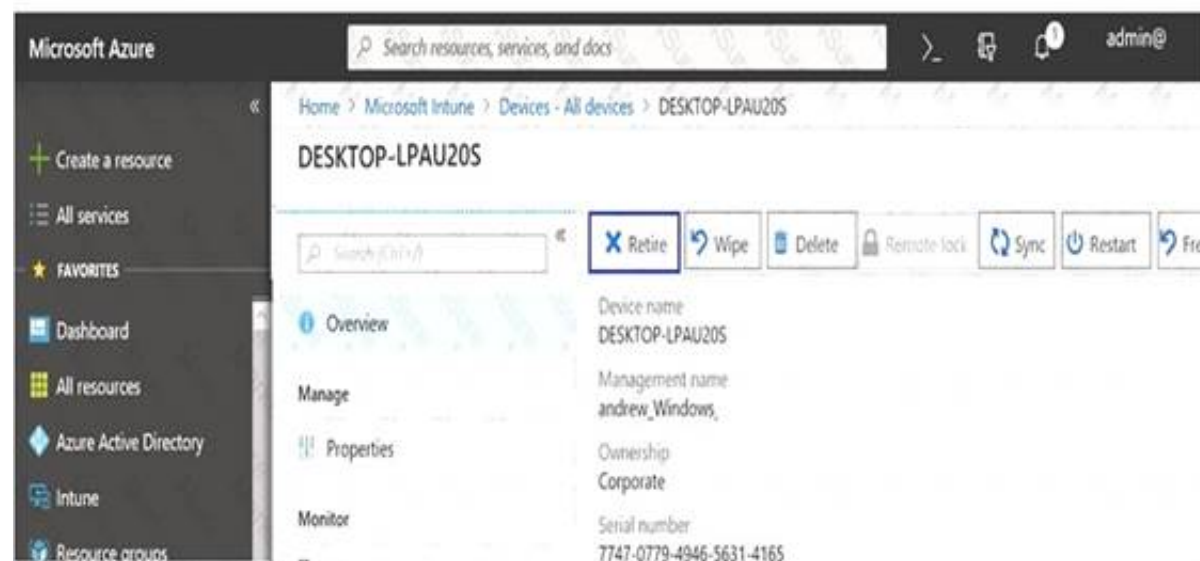 Microsoft Azure
Search resources, services, and docs
admin@
Home > Microsoft Intune > Devices - All devices > DESKTOP-LPAU20S
DESKTOP-LPAU20S
Create a resource
All services
FAVORITES
Dashboard
All resources
Azure Active Directory
Intune
Resource groups
Search (Ctrl+/)
Overview
Manage
Properties
Monitor
Retire Wipe Delete Remote lock Sync Restart Fre
Device name
DESKTOP-LPAU20S
Management name
andrew_Windows_
Ownership
Corporate
Serial number
7747-0779-4946-5631-4165